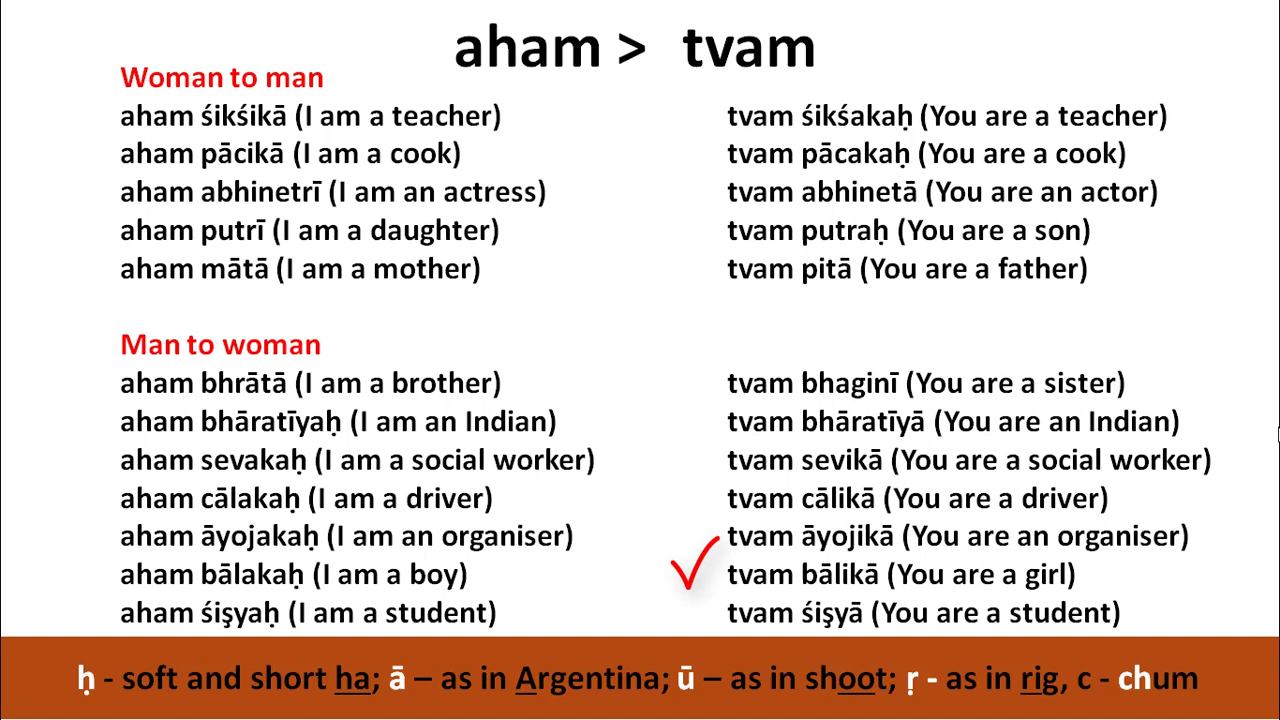 aham > tvam
Woman to man
aham śikśikā (I am a teacher) tvam śikśakaḥ (You are a teacher)
aham pācikā (I am a cook) tvam pācakaḥ (You are a cook)
aham abhinetrī (I am an actress) tvam abhinetā (You are an actor)
aham putrī (I am a daughter) tvam putraḥ (You are a son)
aham mātā (I am a mother) tvam pitā (You are a father)
Man to woman
aham bhrātā (I am a brother) tvam bhaginī (You are a sister)
aham bhāratīyaḥ (I am an Indian) tvam bhāratīyā (You are an Indian)
aham sevakaḥ (I am a social worker) tvam sevikā (You are a social worker)
aham cālakaḥ (I am a driver) tvam cālikā (You are a driver)
aham āyojakaḥ (I am an organiser) tvam āyojikā (You are an organiser)
aham bālakaḥ (I am a boy) tvam bālikā (You are a girl)
aham śişyaḥ (I am a student) tvam śişyā (You are a student)
ḥ - soft and short ha; ā – as in Argentina; ū – as in shoot; ṛ - as in rig, c - chum